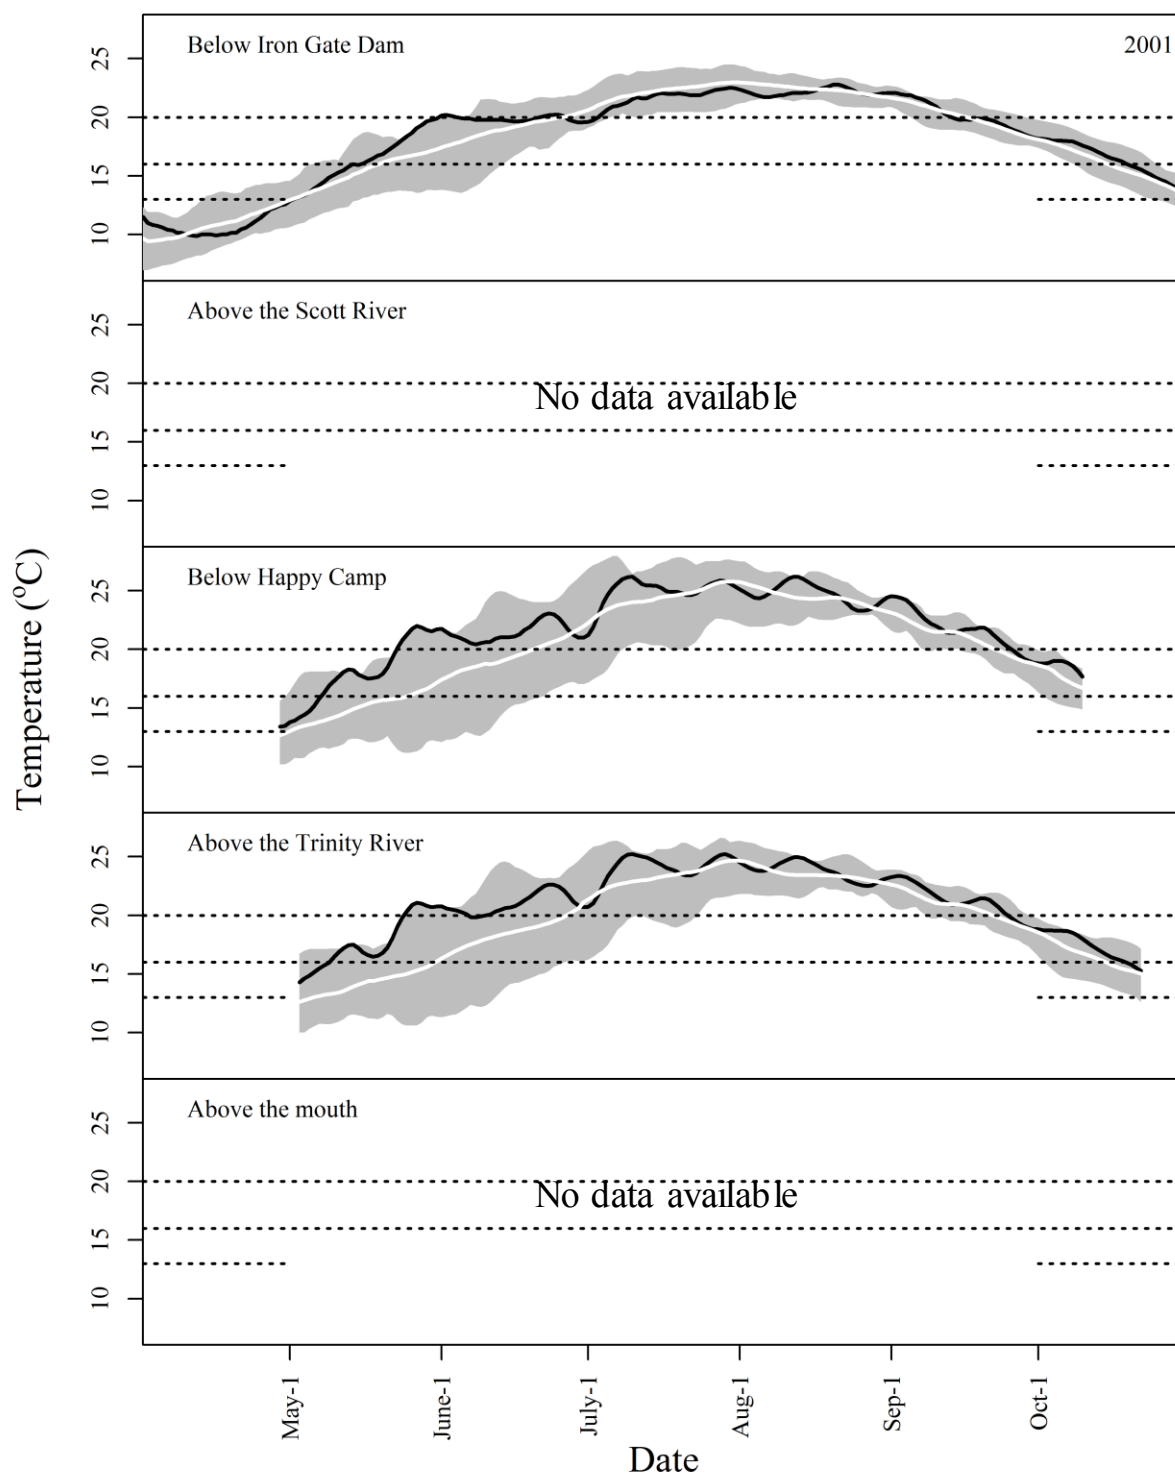 Below Iron Gate Dam
2001
25
20
15
10
Above the Scott River
25
20
15
10
No data available
Below Happy Camp
25
20
15
10
Above the Trinity River
25
20
15
10
Above the mouth
25
20
15
10
No data available
Temperature (°C)
May-1
June-1
July-1
Aug-1
Sep-1
Oct-1
Date